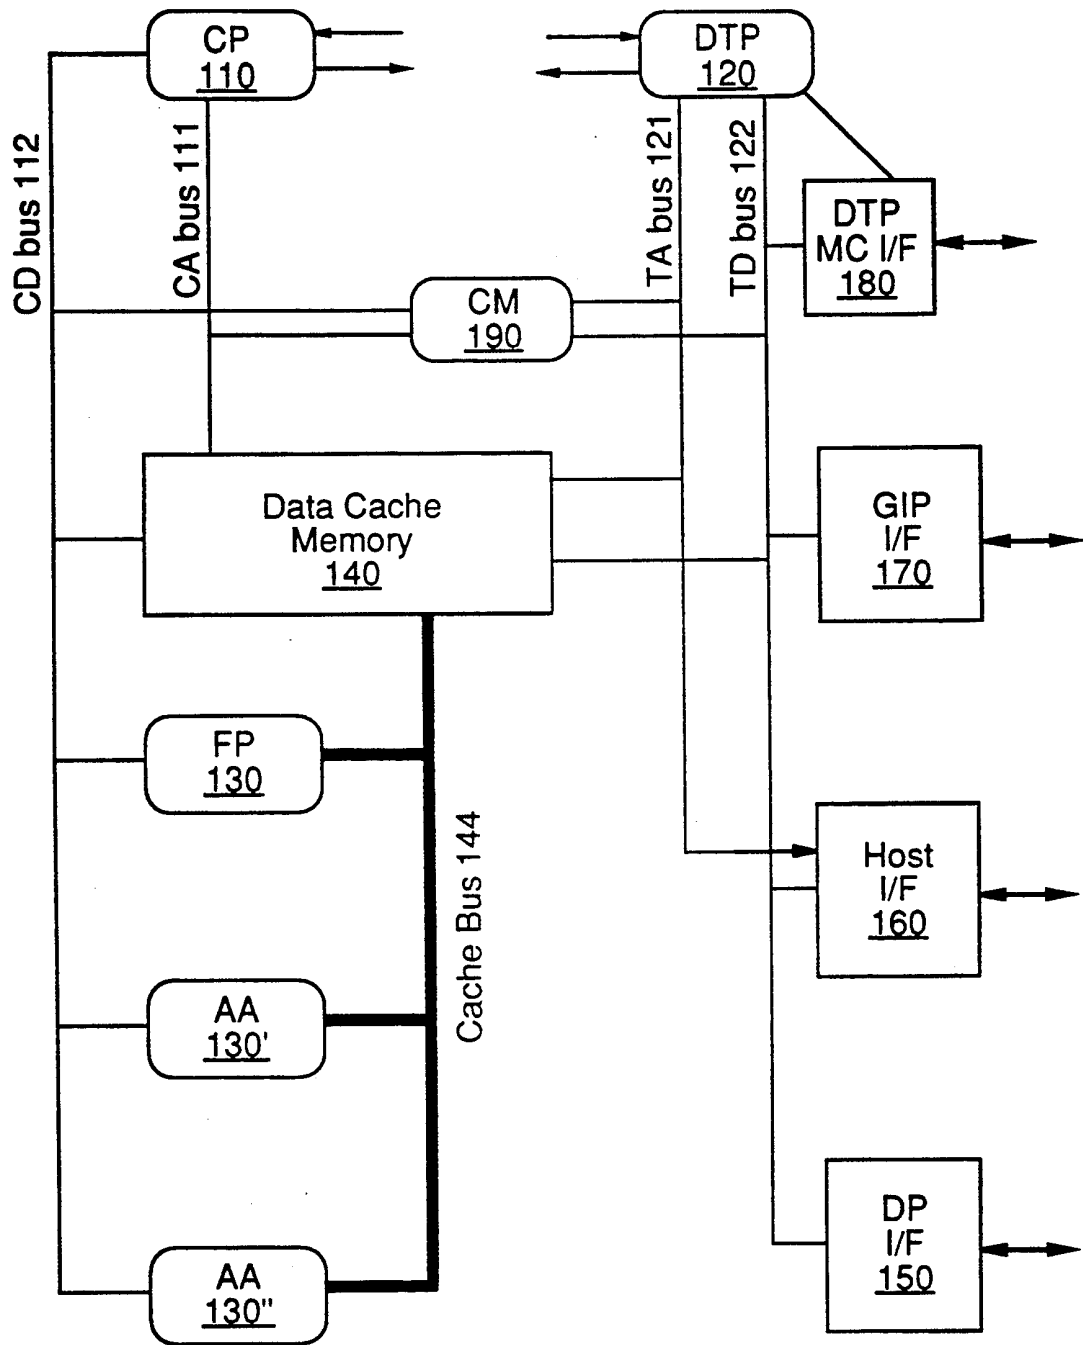 CP
110
DTP
120
CD bus 112
CA bus 111
TA bus 121
TD bus 122
DTP
MC I/F
180
CM
190
Data Cache
Memory
140
GIP
I/F
170
FP
130
Cache Bus 144
Host
I/F
160
AA
130'
DP
I/F
150
AA
130"